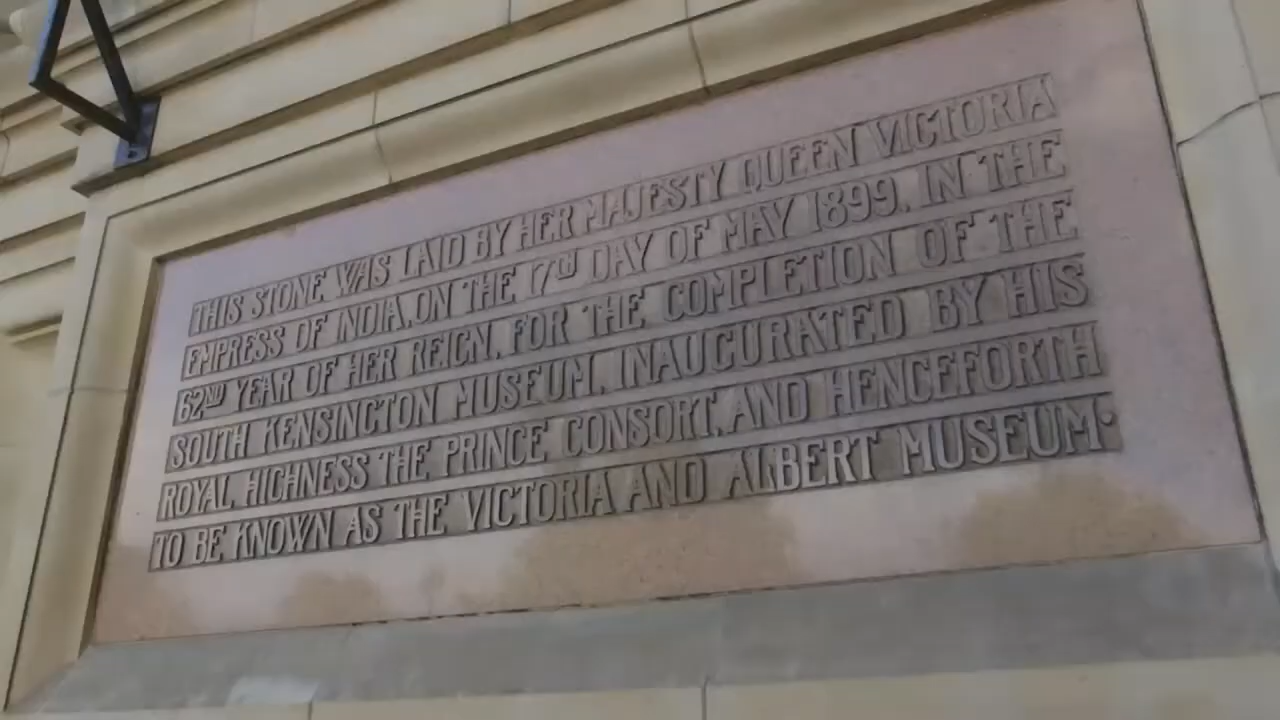 THIS STONE WAS LAID BY HER MAJESTY QUEEN VICTORIA
EMPRESS OF INDIA, ON THE 17TH DAY OF MAY 1899, IN THE
62ND YEAR OF HER REIGN, FOR THE COMPLETION OF THE
SOUTH KENSINGTON MUSEUM, INAUGURATED BY HIS
ROYAL HIGHNESS THE PRINCE CONSORT, AND HENCEFORTH
TO BE KNOWN AS THE VICTORIA AND ALBERT MUSEUM·